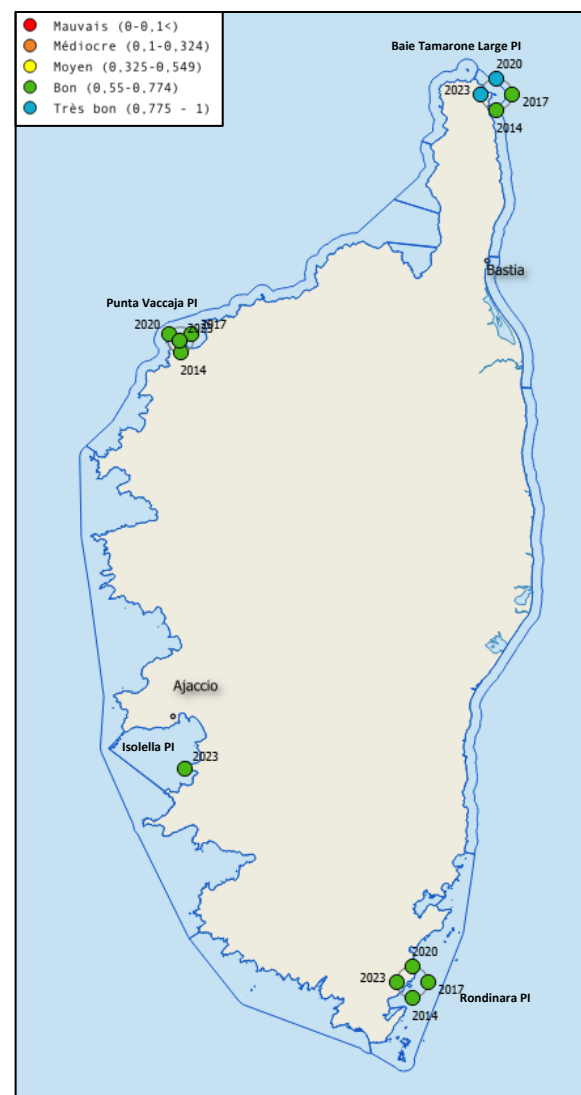 Mauvais (0-0,1<)
Médiocre (0,1-0,324)
Moyen (0,325-0,549)
Bon (0,55-0,774)
Très bon (0,775 - 1)
Baie Tamarone Large PI
2020
2023
2017
2014
Bastia
Punta Vaccaja PI
2020
2023
2017
2014
Ajaccio
Isolella PI
2023
2020
2023
2017
Rondinara PI
2014